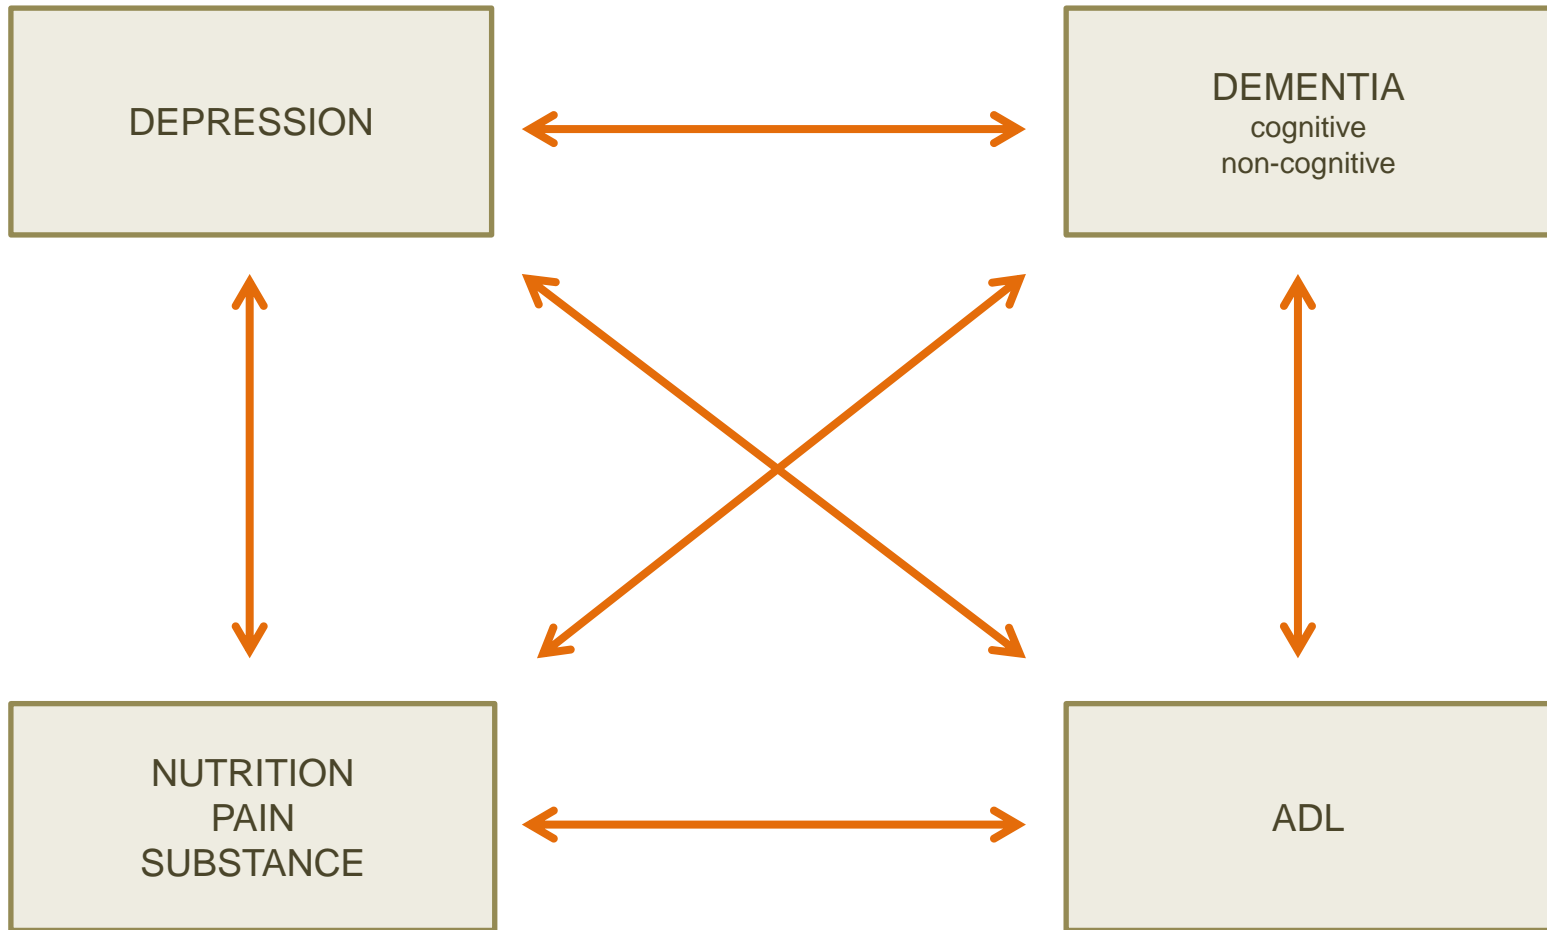 DEPRESSION
DEMENTIA
cognitive
non-cognitive
NUTRITION
PAIN
SUBSTANCE
ADL